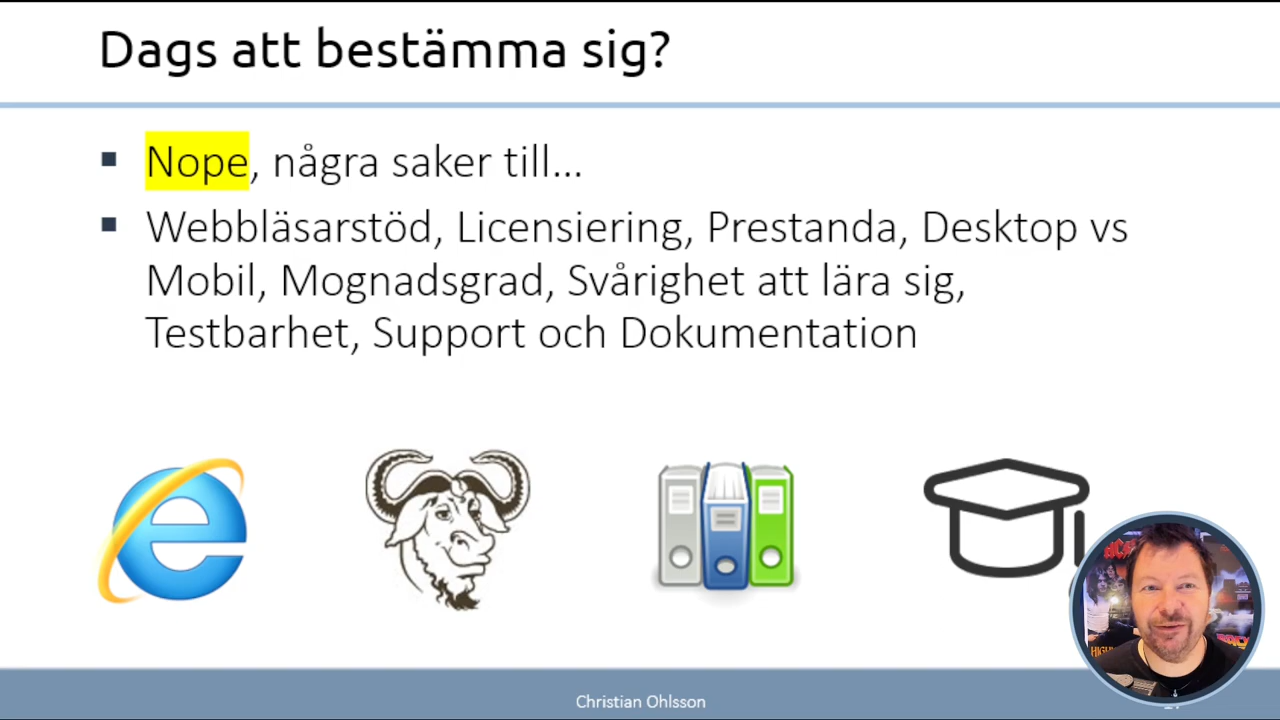 Dags att bestämma sig?
Nope, några saker till...
Webbläsarstöd, Licensiering, Prestanda, Desktop vs
Mobil, Mognadsgrad, Svårighet att lära sig,
Testbarhet, Support och Dokumentation
Christian Ohlsson